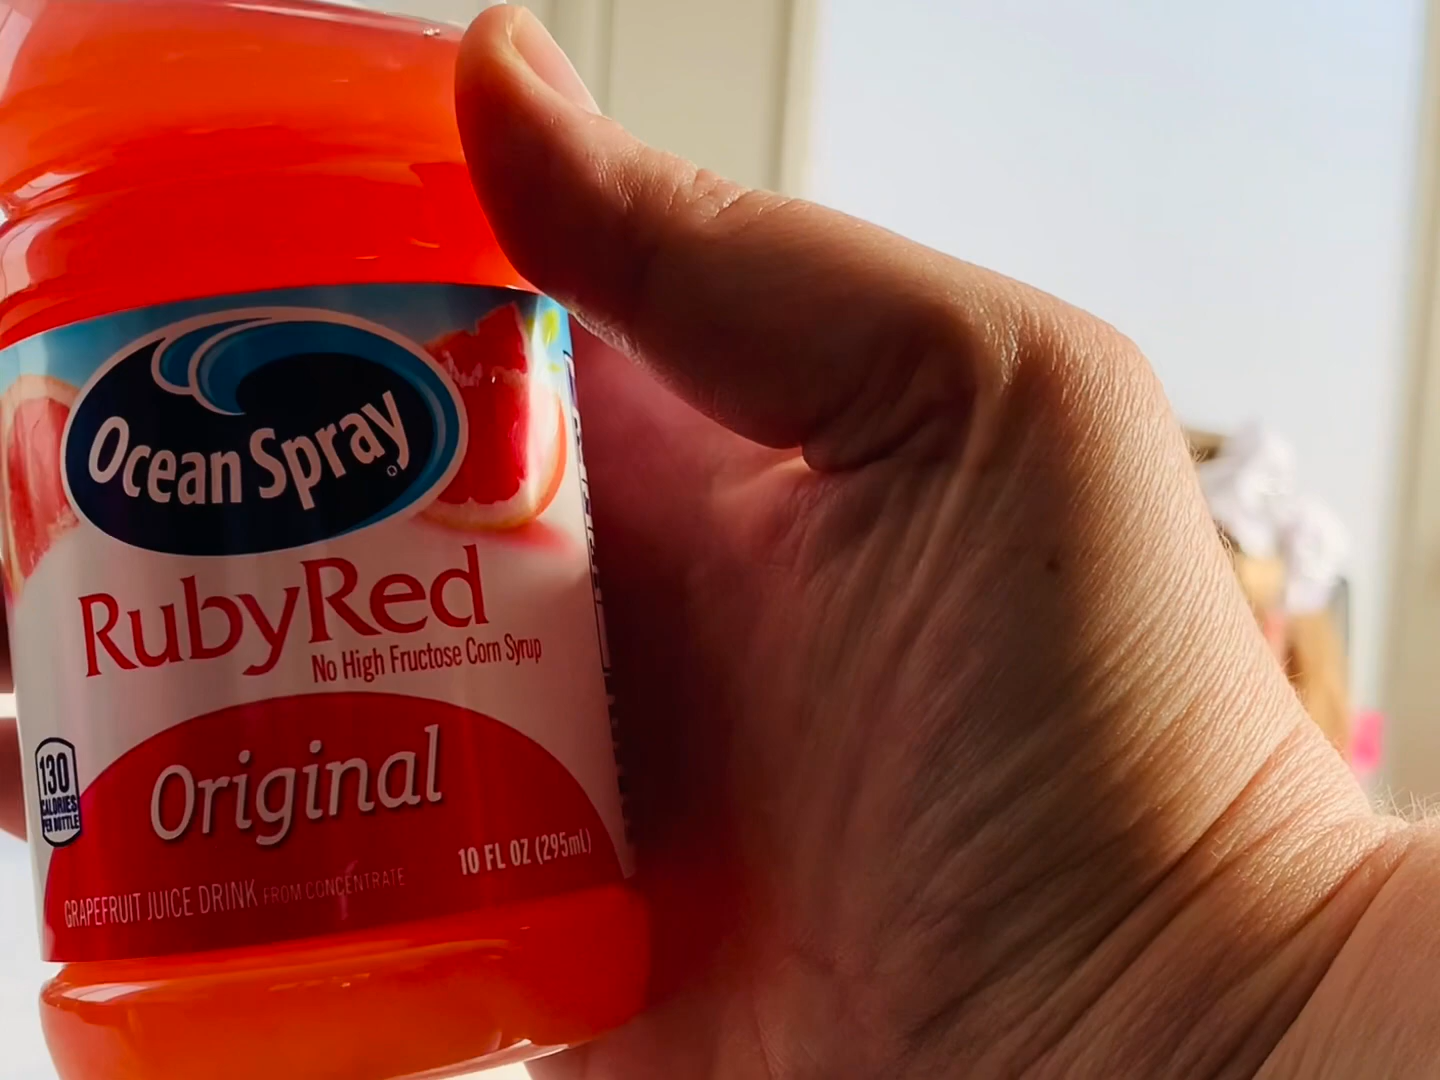 Ocean Spray
RubyRed
No High Fructose Corn Syrup
Original
130
CALORIES
PER BOTTLE
10 FL OZ (295mL)
GRAPEFRUIT JUICE DRINK FROM CONCENTRATE